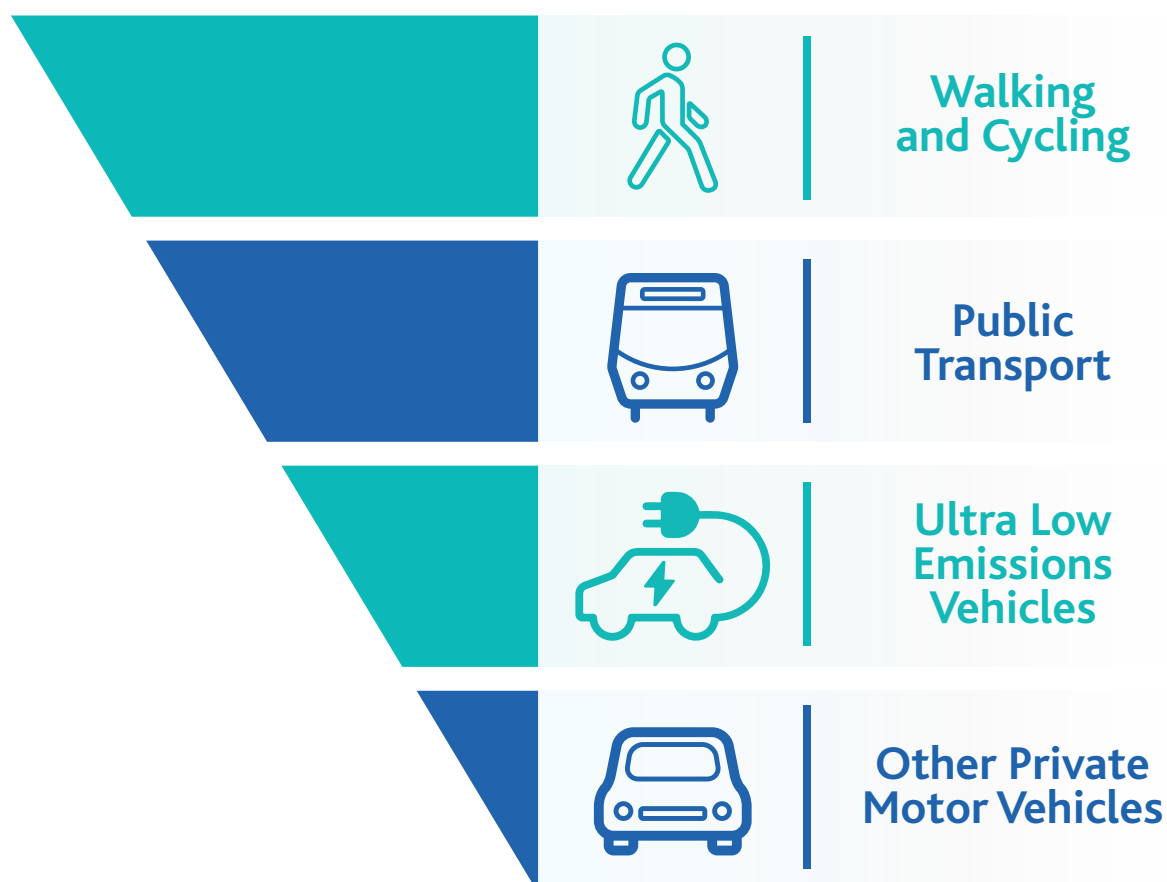 Walking
and Cycling
Public
Transport
Ultra Low
Emissions
Vehicles
Other Private
Motor Vehicles